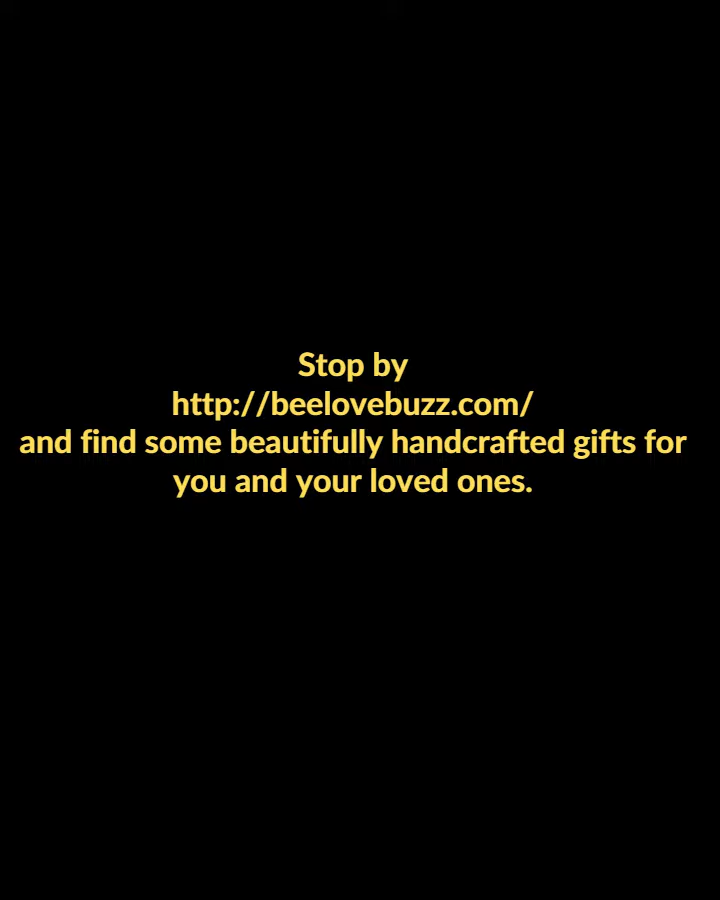 Stop by
http://beelovebuzz.com/
and find some beautifully handcrafted gifts for
you and your loved ones.